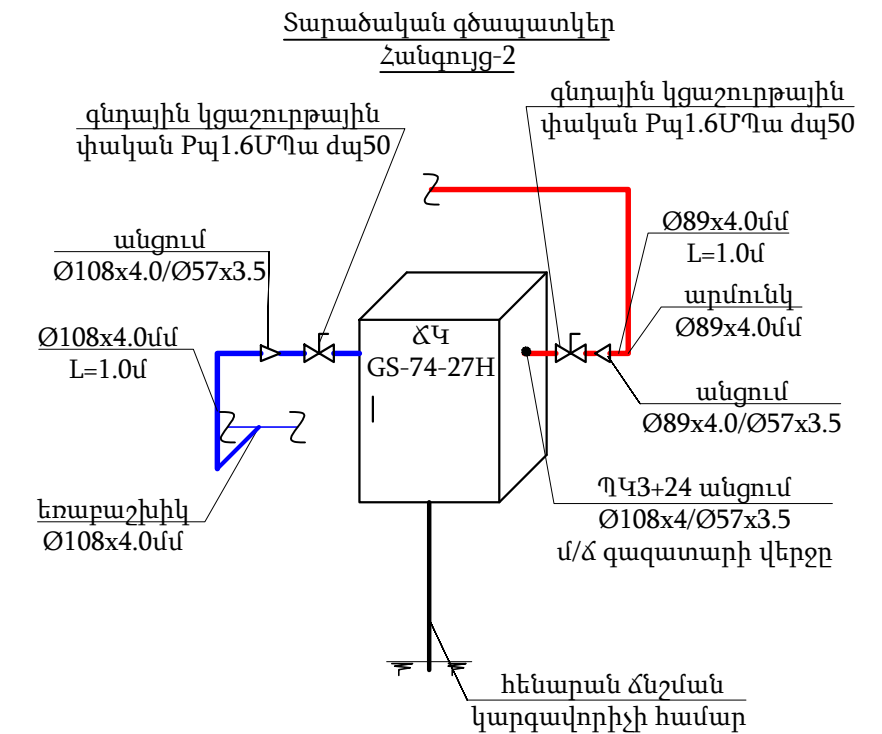 Տարածական գծապատկեր
Հանգույց-2
գնդային կցաշուրթային
փական Pպ1.6ՄՊա dպ50
գնդային կցաշուրթային
փական Pպ1.6ՄՊա dպ50
անցում
Ø108x4.0/Ø57x3.5
Ø108x4.0մմ
L=1.0մ
եռաբաշխիկ
Ø108x4.0մմ
ՃԿ
GS-74-27H
Ø89x4.0մմ
L=1.0մ
արմունկ
Ø89x4.0մմ
անցում
Ø89x4.0/Ø57x3.5
ՊԿ3+24 անցում
Ø108x4/Ø57x3.5
մ/ճ գազատարի վերջը
հենարան ճնշման
կարգավորիչի համար